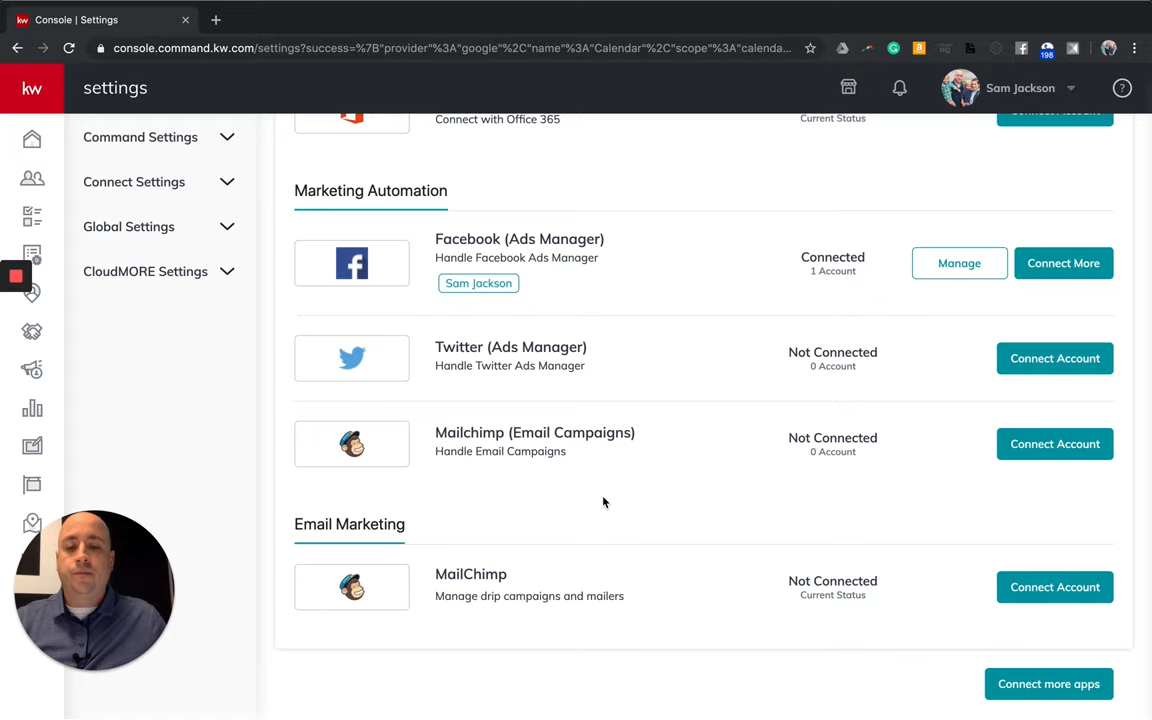 kw Console | Settings
console.command.kw.com/settings?success=%7B"provider"%3A"google"%2C"name"%3A"Calendar"%2C"scope"%3A"calenda...
198
kw settings Sam Jackson ?
Command Settings
Connect Settings
Global Settings
CloudMORE Settings
Connect with Office 365 Current Status Connect Account
Marketing Automation
Facebook (Ads Manager)
Handle Facebook Ads Manager
Sam Jackson
Connected
1 Account
Manage Connect More
Twitter (Ads Manager)
Handle Twitter Ads Manager
Not Connected
0 Account
Connect Account
Mailchimp (Email Campaigns)
Handle Email Campaigns
Not Connected
0 Account
Connect Account
Email Marketing
MailChimp
Manage drip campaigns and mailers
Not Connected
Current Status
Connect Account
Connect more apps